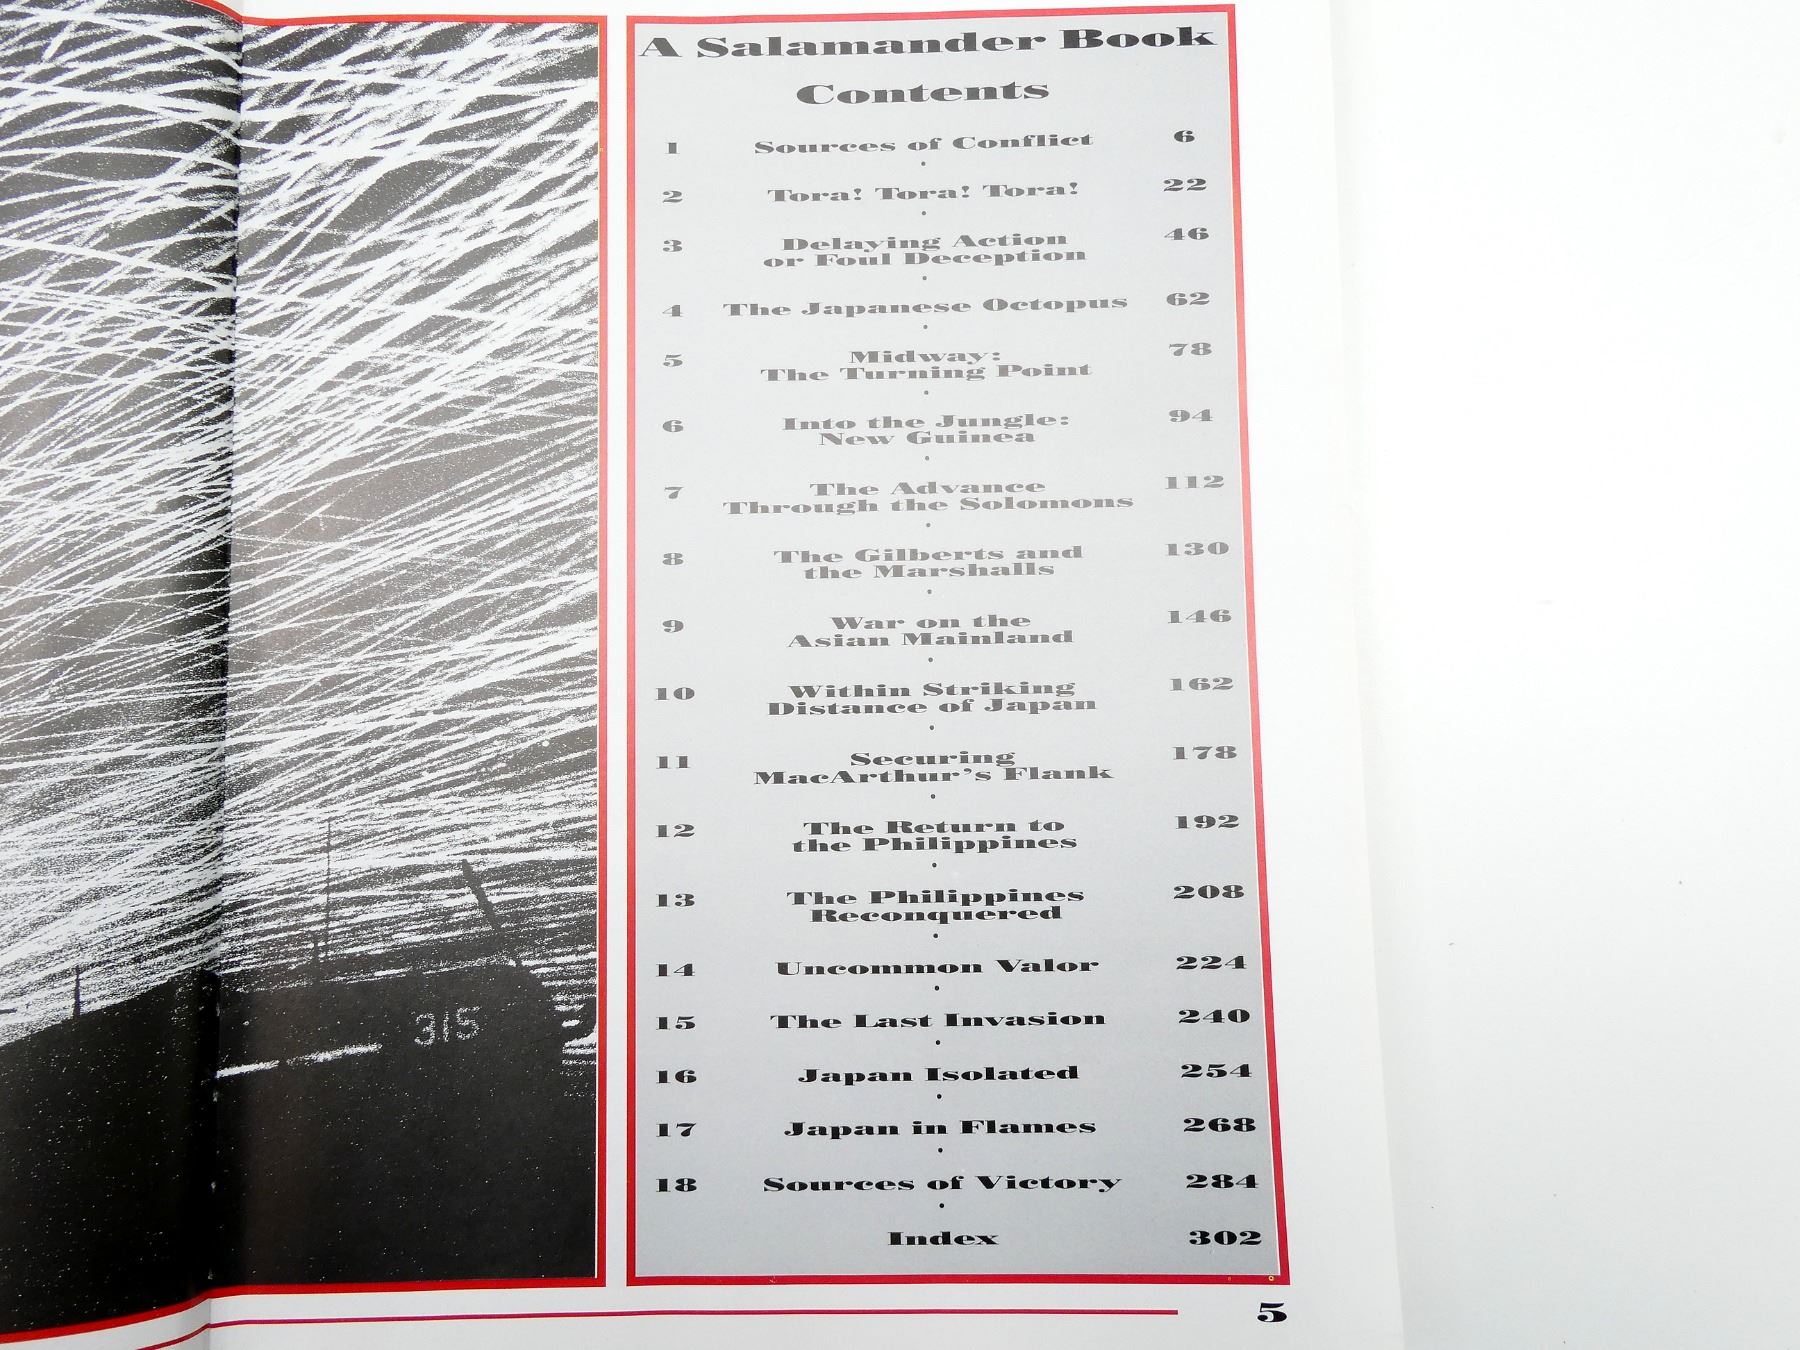 A Salamander Book
Contents
1 Sources of Conflict 6
2 Tora! Tora! Tora! 22
3 Delaying Action 46
or Foul Deception
4 The Japanese Octopus 62
5 Midway: 78
The Turning Point
6 Into the Jungle: 94
New Guinea
7 The Advance 112
Through the Solomons
8 The Gilberts and 130
the Marshalls
9 War on the 146
Asian Mainland
10 Within Striking 162
Distance of Japan
11 Securing 178
MacArthur's Flank
12 The Return to 192
the Philippines
13 The Philippines 208
Reconquered
14 Uncommon Valor 224
15 The Last Invasion 240
16 Japan Isolated 254
17 Japan in Flames 268
18 Sources of Victory 284
Index 302
315
5